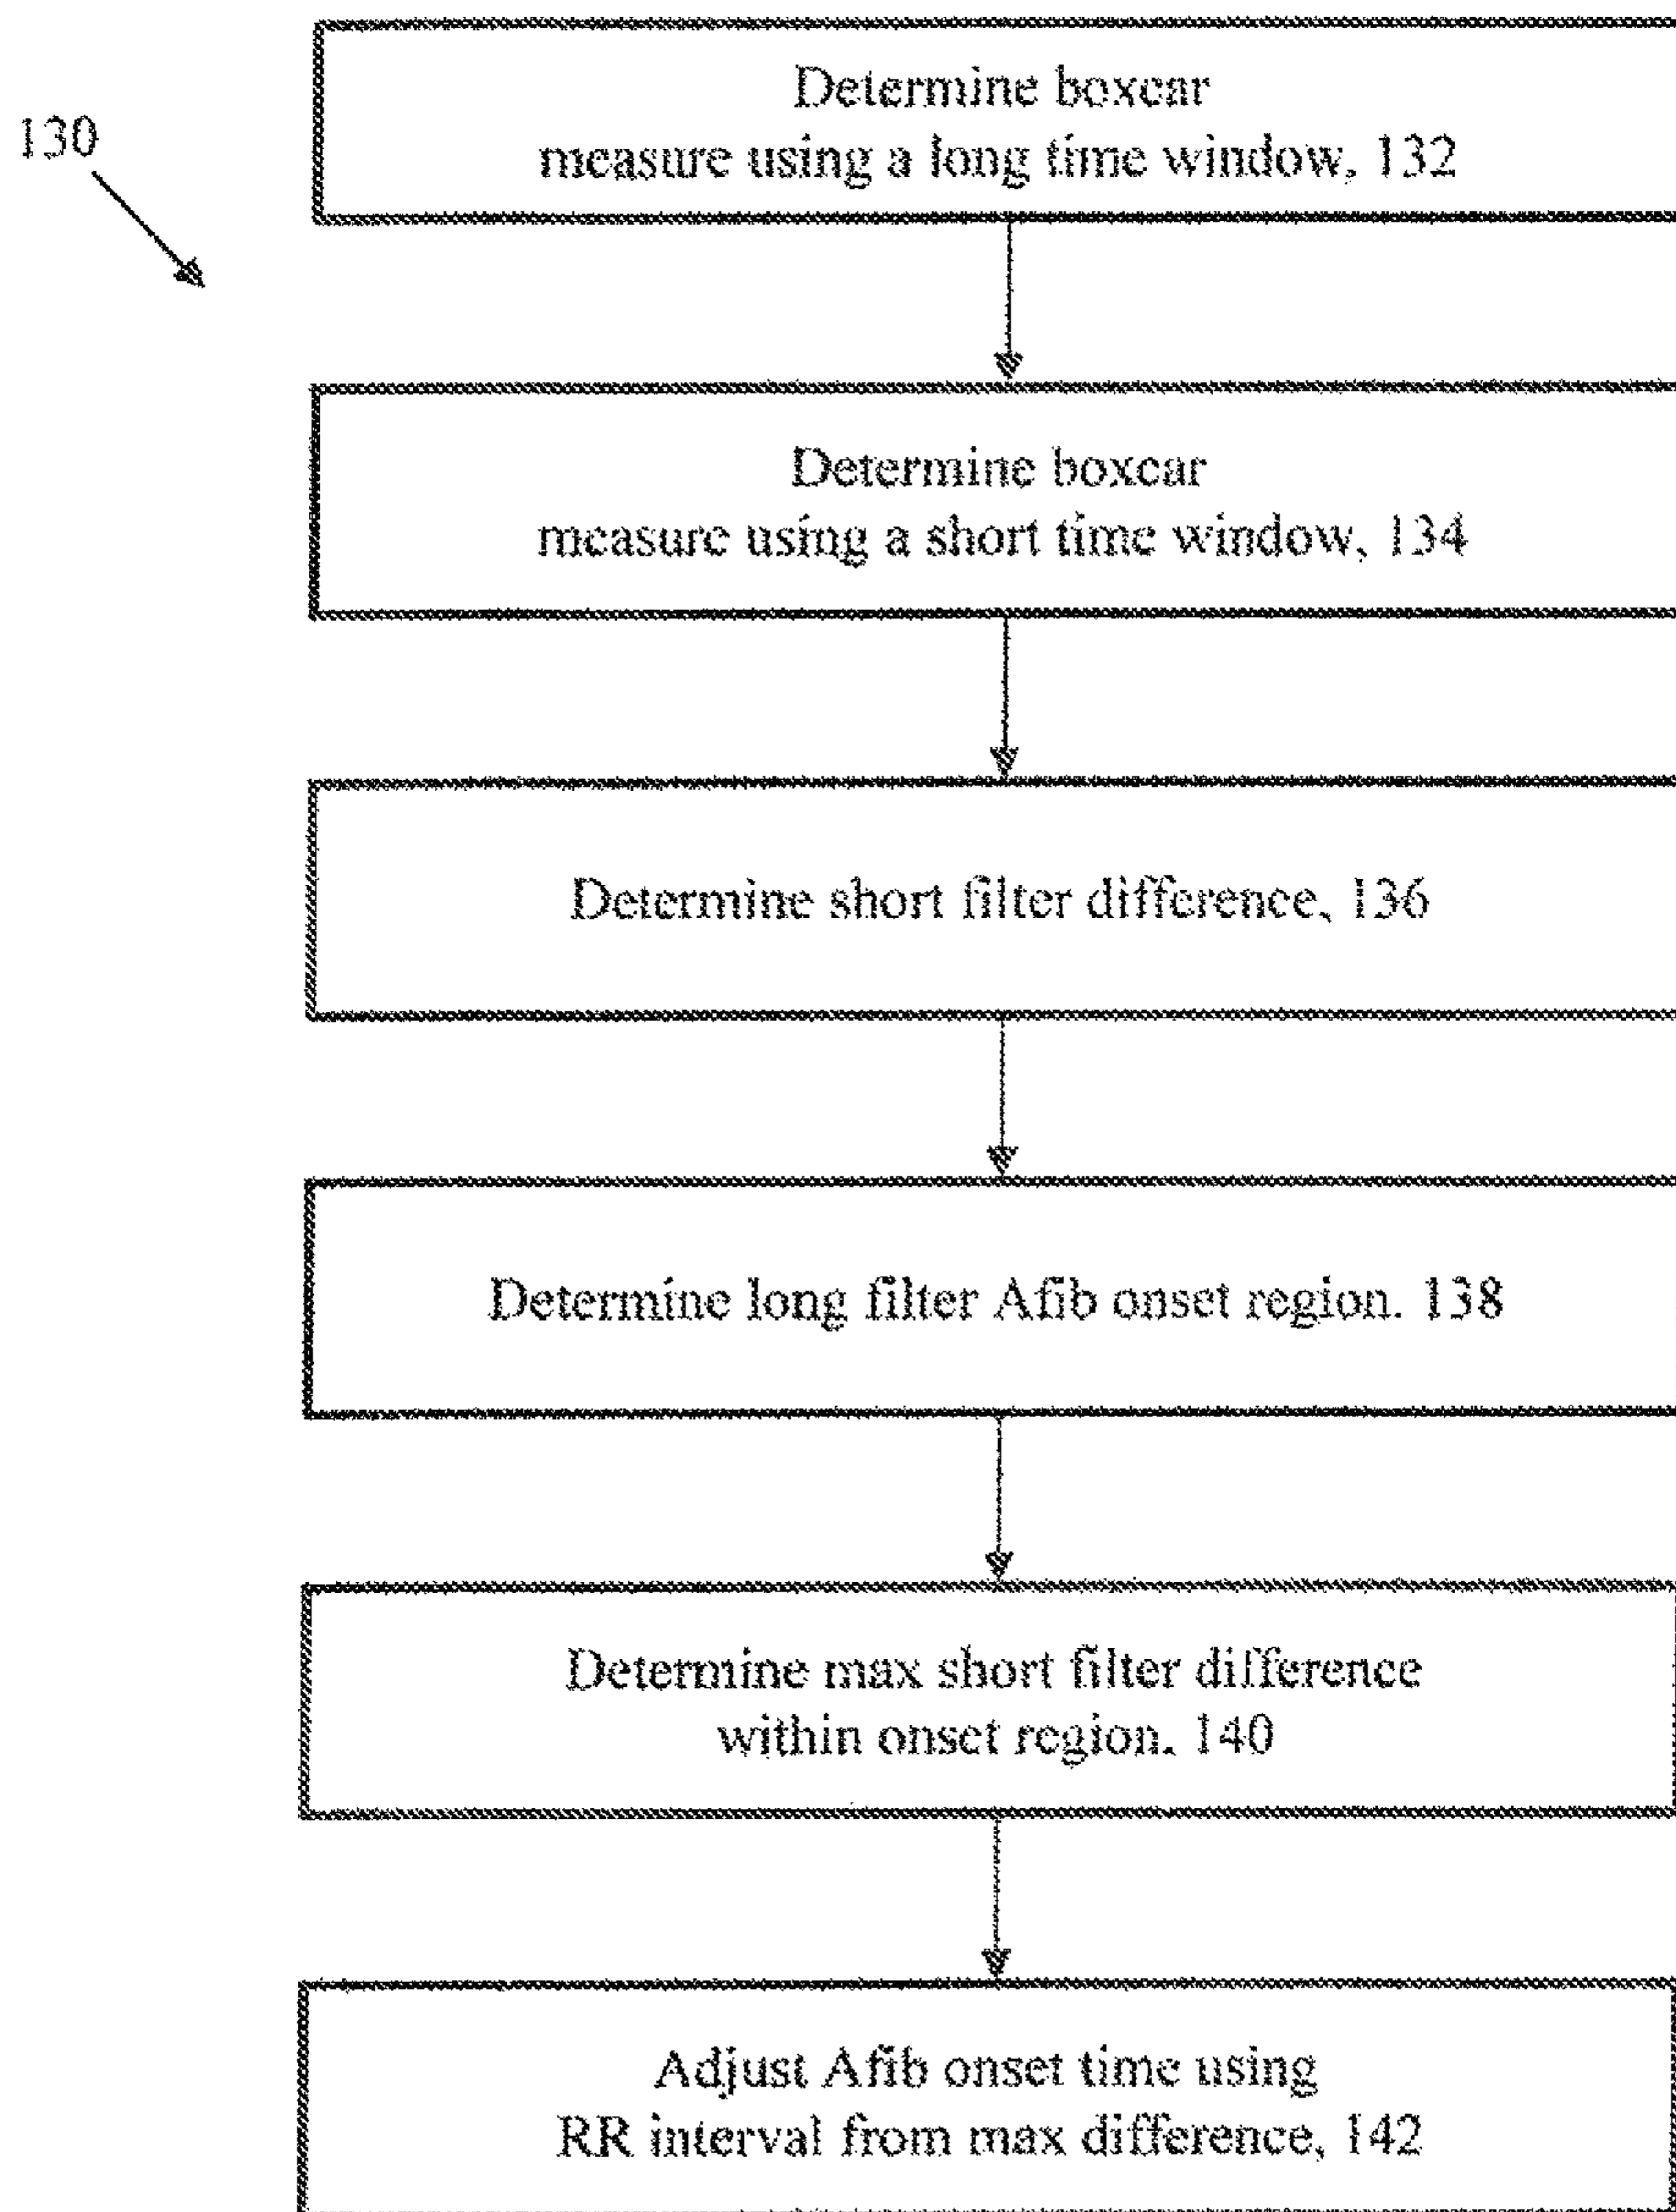 130
Determine boxcar
measure using a long time window, 132
Determine boxcar
measure using a short time window, 134
Determine short filter difference, 136
Determine long filter Afib onset region. 138
Determine max short filter difference
within onset region. 140
Adjust Afib onset time using
RR interval from max difference, 142